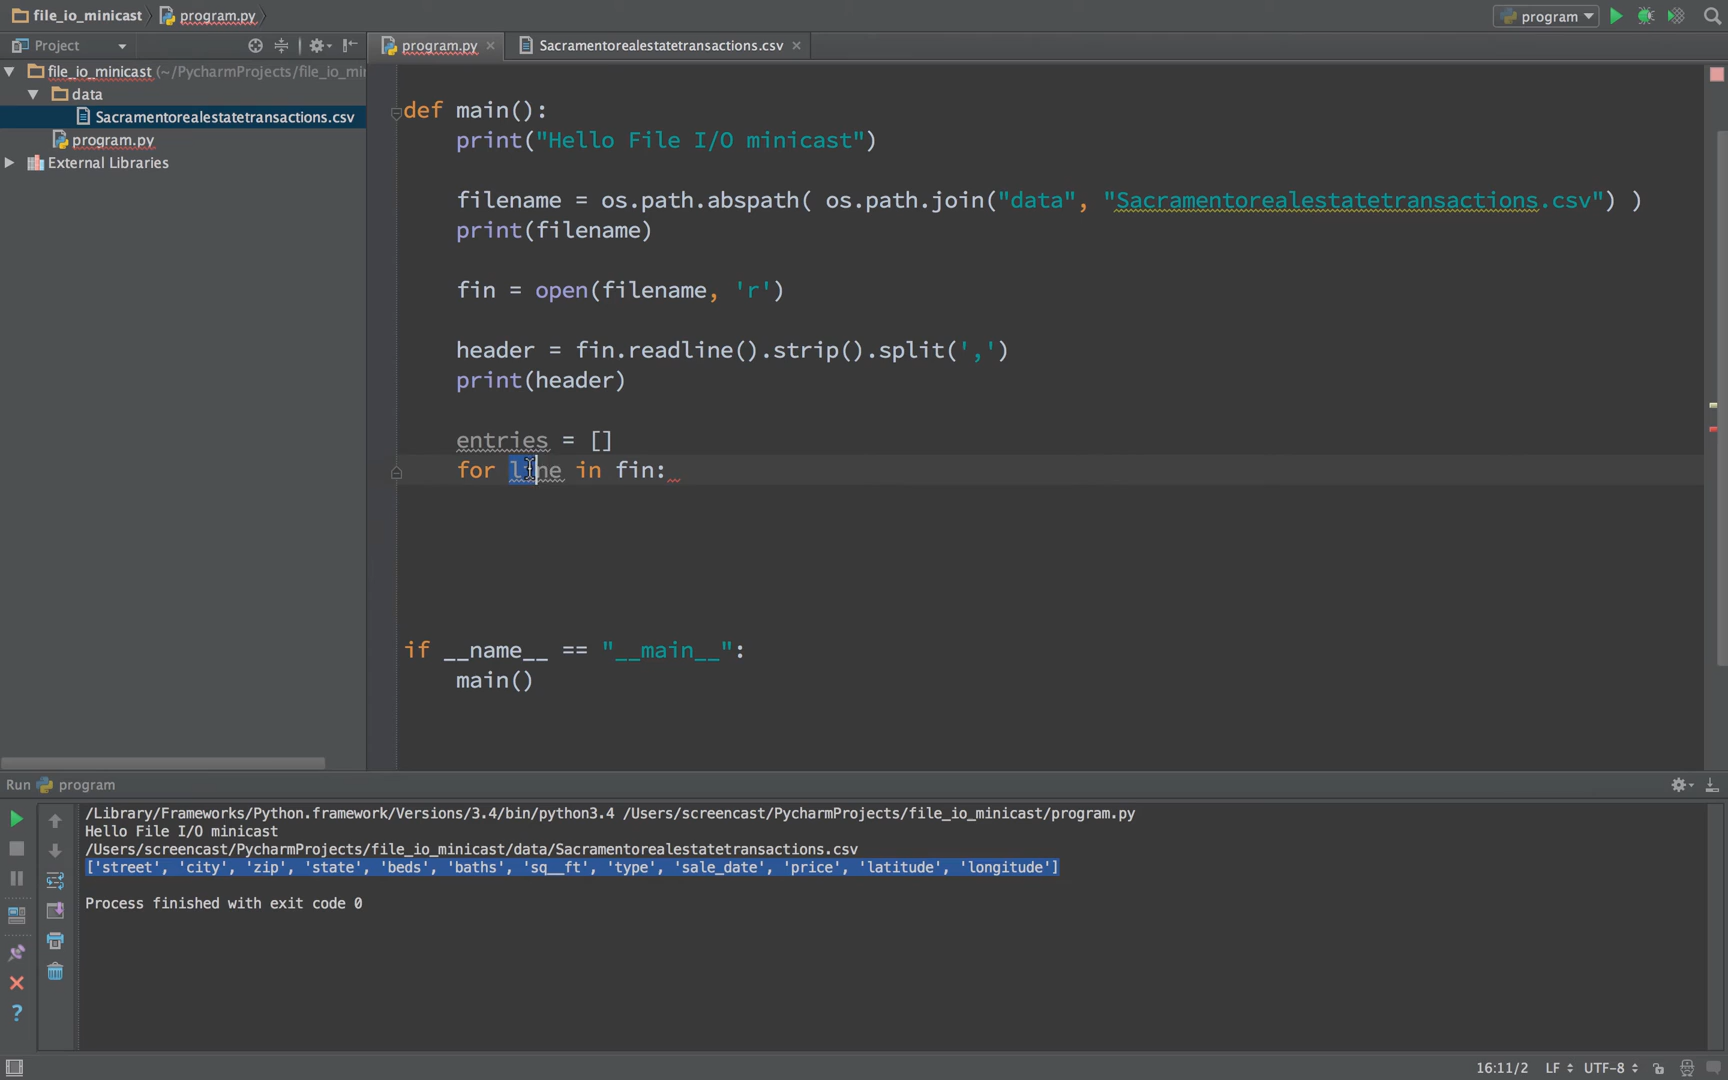 file_io_minicast program.py program
Project program.py Sacramentorealestatetransactions.csv
file_io_minicast (~/PycharmProjects/file_io_mi
data
Sacramentorealestatetransactions.csv
program.py
External Libraries
def main():
print("Hello File I/O minicast")
filename = os.path.abspath( os.path.join("data", "Sacramentorealestatetransactions.csv") )
print(filename)
fin = open(filename, 'r')
header = fin.readline().strip().split(',')
print(header)
entries = []
for line in fin:
if __name__ == "__main__":
main()
Run program
/Library/Frameworks/Python.framework/Versions/3.4/bin/python3.4 /Users/screencast/PycharmProjects/file_io_minicast/program.py
Hello File I/O minicast
/Users/screencast/PycharmProjects/file_io_minicast/data/Sacramentorealestatetransactions.csv
['street', 'city', 'zip', 'state', 'beds', 'baths', 'sq__ft', 'type', 'sale_date', 'price', 'latitude', 'longitude']
Process finished with exit code 0
16:11/2 LF UTF-8